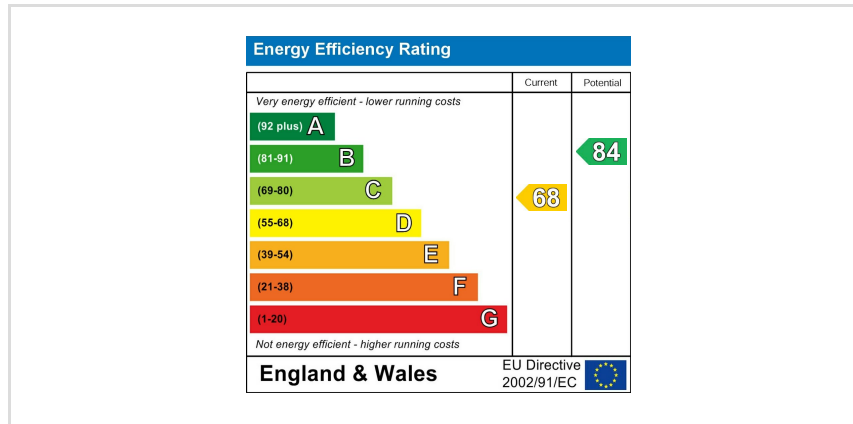 Energy Efficiency Rating
Current Potential
Very energy efficient - lower running costs
(92 plus) A
(81-91) B
84
(69-80) C
68
(55-68) D
(39-54) E
(21-38) F
(1-20) G
Not energy efficient - higher running costs
England & Wales
EU Directive
2002/91/EC